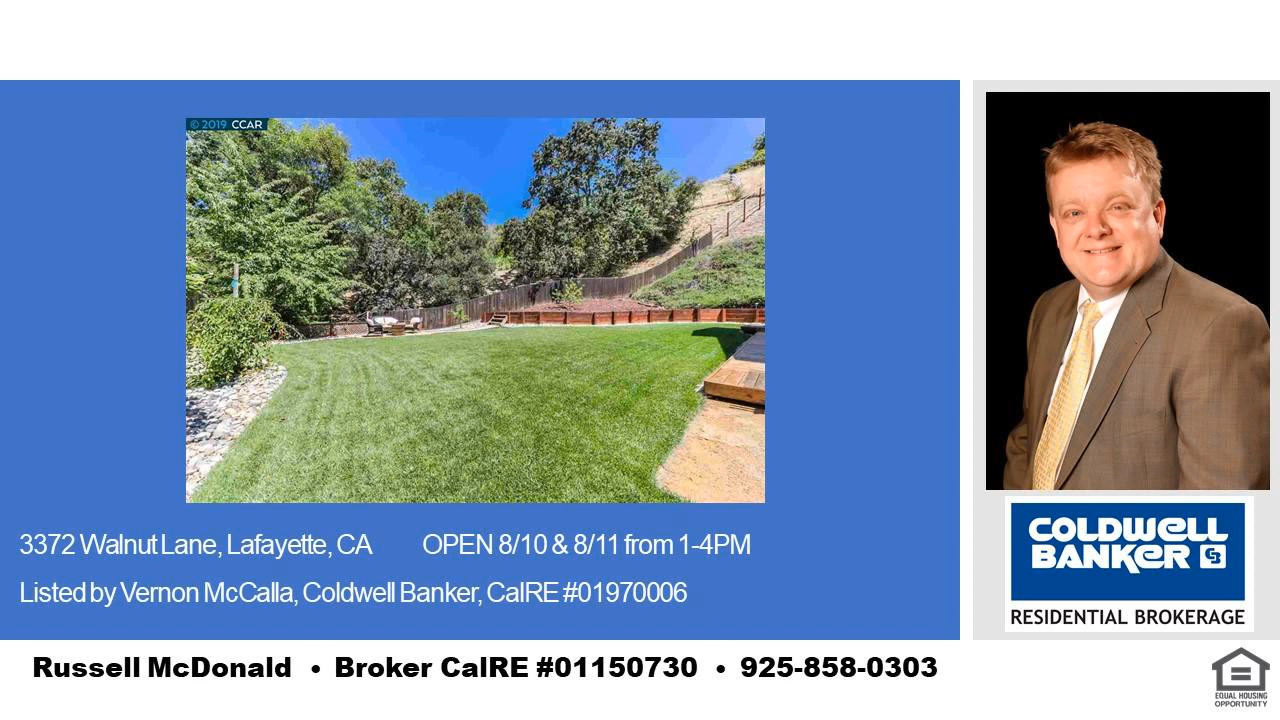 © 2019 CCAR
3372 Walnut Lane, Lafayette, CA OPEN 8/10 & 8/11 from 1-4PM
Listed by Vernon McCalla, Coldwell Banker, CalRE #01970006
COLDWELL
BANKER CB
RESIDENTIAL BROKERAGE
Russell McDonald • Broker CalRE #01150730 • 925-858-0303
EQUAL HOUSING
OPPORTUNITY